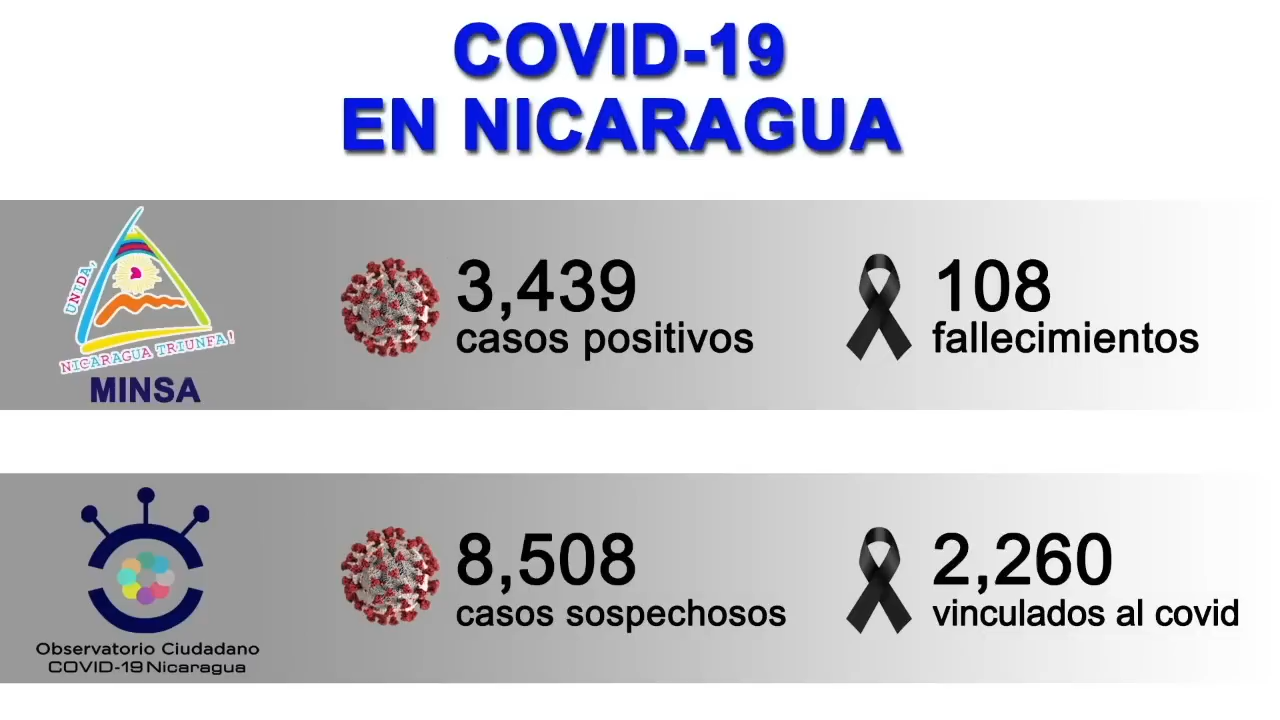 COVID-19
EN NICARAGUA
UNIDA,
NICARAGUA TRIUNFA!
MINSA
3,439
casos positivos
108
fallecimientos
8,508
casos sospechosos
2,260
vinculados al covid
Observatorio Ciudadano
COVID-19 Nicaragua